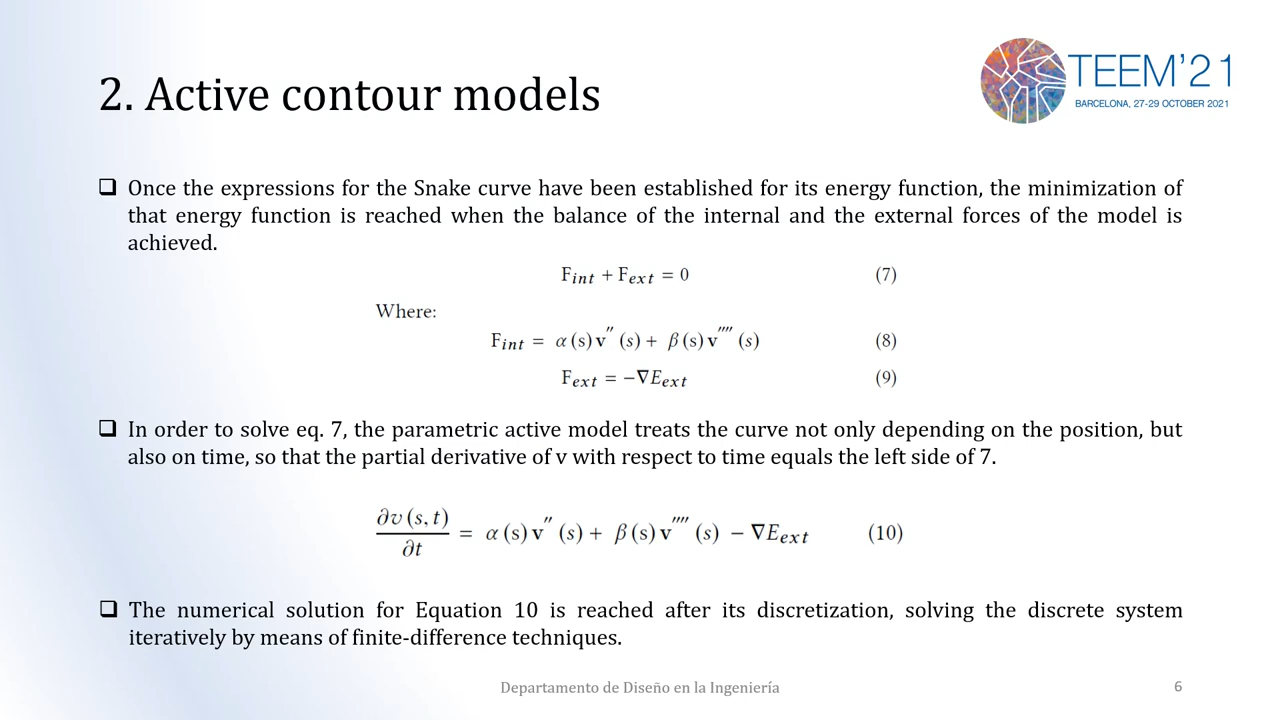 2. Active contour models
TEEM’21
BARCELONA, 27-29 OCTOBER 2021
❑ Once the expressions for the Snake curve have been established for its energy function, the minimization of
that energy function is reached when the balance of the internal and the external forces of the model is
achieved.
F_int + F_ext = 0 (7)
Where:
F_int = α (s) v″ (s) + β (s) v⁗ (s) (8)
F_ext = −∇E_ext (9)
❑ In order to solve eq. 7, the parametric active model treats the curve not only depending on the position, but
also on time, so that the partial derivative of v with respect to time equals the left side of 7.
∂v (s, t) / ∂t = α (s) v″ (s) + β (s) v⁗ (s) − ∇E_ext (10)
❑ The numerical solution for Equation 10 is reached after its discretization, solving the discrete system
iteratively by means of finite-difference techniques.
Departamento de Diseño en la Ingeniería
6